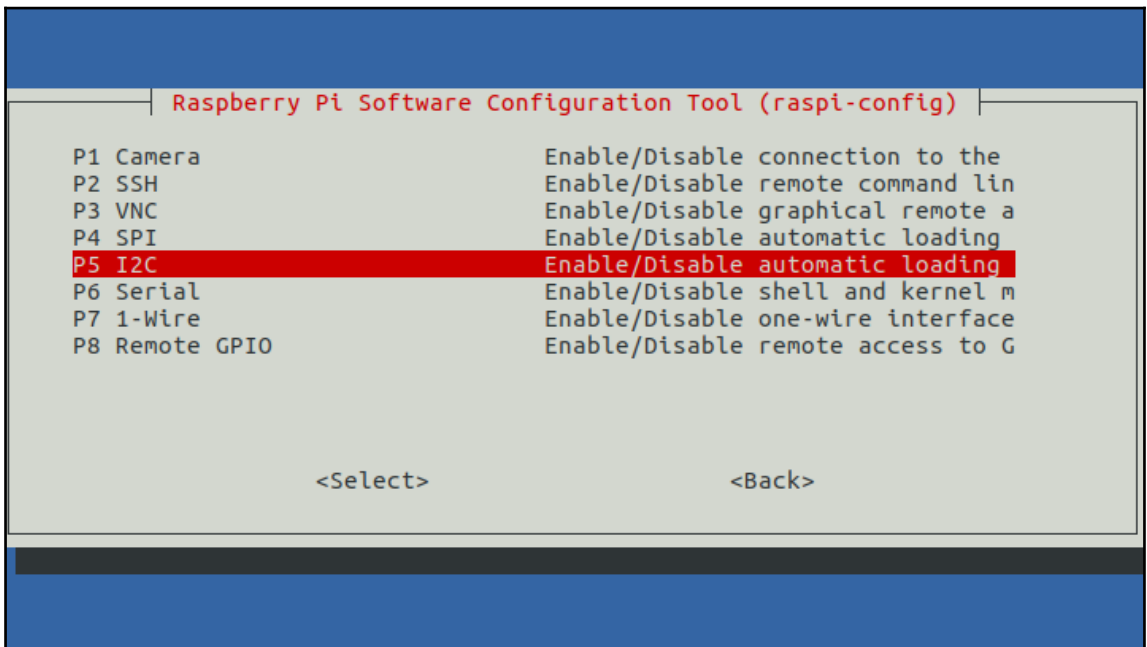 Raspberry Pi Software Configuration Tool (raspi-config)
P1 Camera Enable/Disable connection to the
P2 SSH Enable/Disable remote command lin
P3 VNC Enable/Disable graphical remote a
P4 SPI Enable/Disable automatic loading
P5 I2C Enable/Disable automatic loading
P6 Serial Enable/Disable shell and kernel m
P7 1-Wire Enable/Disable one-wire interface
P8 Remote GPIO Enable/Disable remote access to G
<Select> <Back>